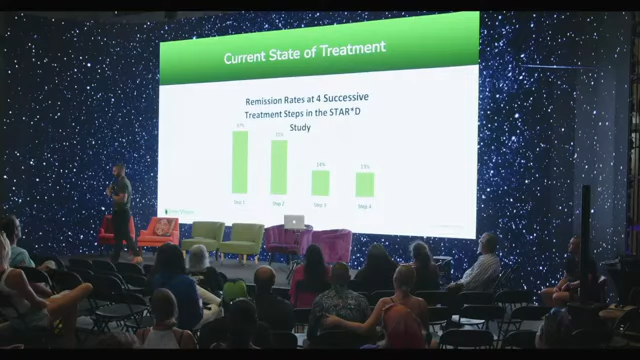 Current State of Treatment
Remission Rates at 4 Successive
Treatment Steps in the STAR*D
Study
Step 1
Step 2
Step 3
Step 4